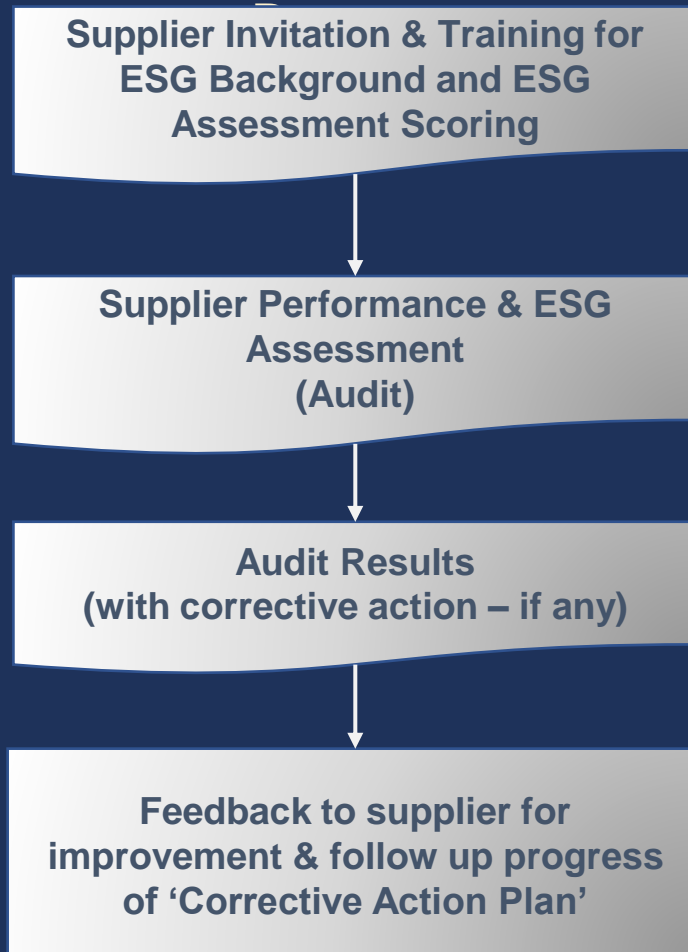 Supplier Invitation & Training for
ESG Background and ESG
Assessment Scoring
Supplier Performance & ESG
Assessment
(Audit)
Audit Results
(with corrective action – if any)
Feedback to supplier for
improvement & follow up progress
of ‘Corrective Action Plan’